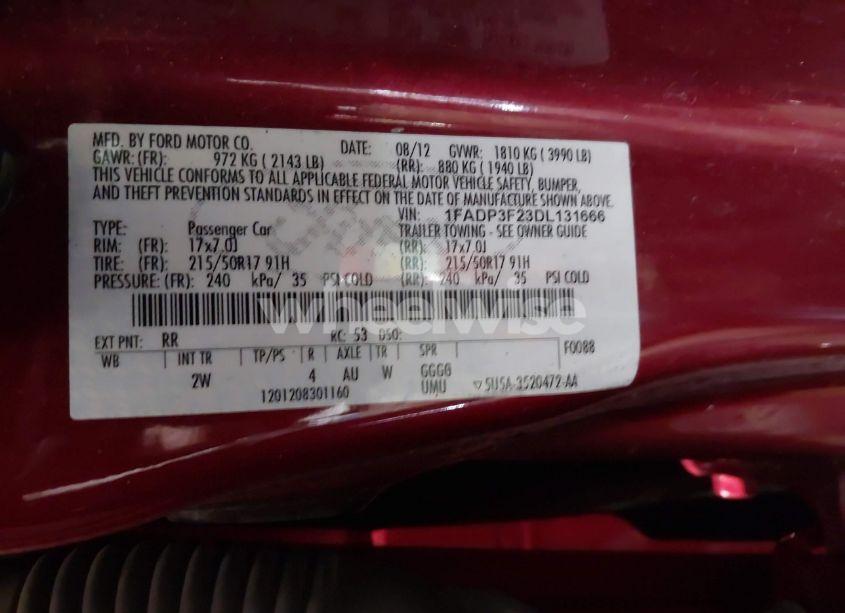 MFD. BY FORD MOTOR CO. DATE: 08/12 GVWR: 1810 KG ( 3990 LB)
GAWR: (FR): 972 KG ( 2143 LB) (RR): 880 KG ( 1940 LB)
THIS VEHICLE CONFORMS TO ALL APPLICABLE FEDERAL MOTOR VEHICLE SAFETY, BUMPER,
AND THEFT PREVENTION STANDARDS IN EFFECT ON THE DATE OF MANUFACTURE SHOWN ABOVE.
VIN: 1FADP3F23DL131666
TYPE: Passenger Car TRAILER TOWING - SEE OWNER GUIDE
RIM: (FR): 17x7.0J (RR): 17x7.0J
TIRE: (FR): 215/50R17 91H (RR): 215/50R17 91H
PRESSURE: (FR): 240 kPa/ 35 PSI COLD (RR): 240 kPa/ 35 PSI COLD
wheelwise
EXT PNT: RR RC: 53 DSO: F0088
WB INT TR TP/PS R AXLE TR SPR
2W 4 AU W GGGG
1201208301160 UMU ▽5U5A-3520472-AA